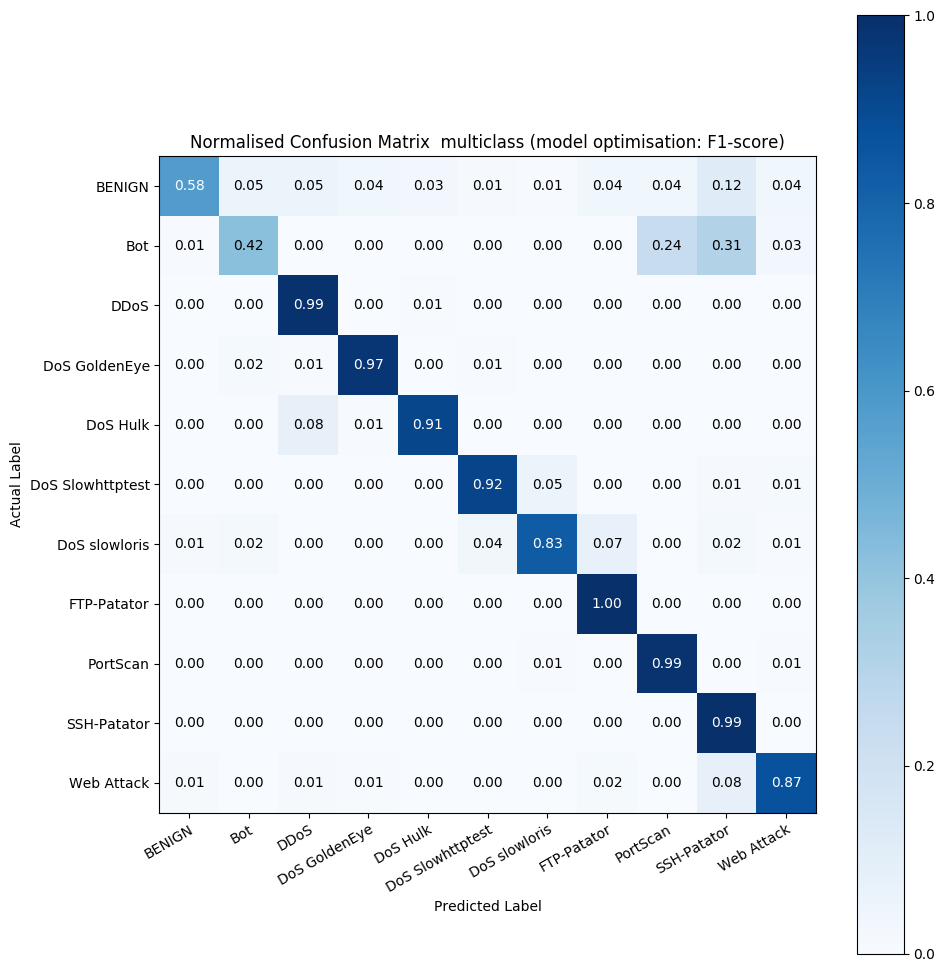 Normalised Confusion Matrix  multiclass (model optimisation: F1-score)
1.0
BENIGN 0.58 0.05 0.05 0.04 0.03 0.01 0.01 0.04 0.04 0.12 0.04
Bot 0.01 0.42 0.00 0.00 0.00 0.00 0.00 0.00 0.24 0.31 0.03
0.8
DDoS 0.00 0.00 0.99 0.00 0.01 0.00 0.00 0.00 0.00 0.00 0.00
DoS GoldenEye 0.00 0.02 0.01 0.97 0.00 0.01 0.00 0.00 0.00 0.00 0.00
0.6
DoS Hulk 0.00 0.00 0.08 0.01 0.91 0.00 0.00 0.00 0.00 0.00 0.00
Actual Label
DoS Slowhttptest 0.00 0.00 0.00 0.00 0.00 0.92 0.05 0.00 0.00 0.01 0.01
DoS slowloris 0.01 0.02 0.00 0.00 0.00 0.04 0.83 0.07 0.00 0.02 0.01
0.4
FTP-Patator 0.00 0.00 0.00 0.00 0.00 0.00 0.00 1.00 0.00 0.00 0.00
PortScan 0.00 0.00 0.00 0.00 0.00 0.00 0.01 0.00 0.99 0.00 0.01
SSH-Patator 0.00 0.00 0.00 0.00 0.00 0.00 0.00 0.00 0.00 0.99 0.00
0.2
Web Attack 0.01 0.00 0.01 0.01 0.00 0.00 0.00 0.02 0.00 0.08 0.87
BENIGN Bot DDoS DoS GoldenEye DoS Hulk DoS Slowhttptest DoS slowloris FTP-Patator PortScan SSH-Patator Web Attack
Predicted Label
0.0